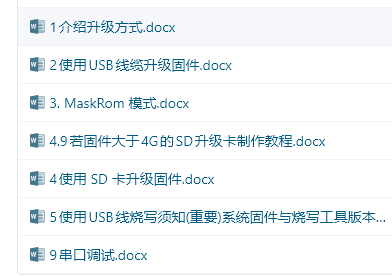 1介绍升级方式.docx
2使用USB线缆升级固件.docx
3. MaskRom 模式.docx
4.9若固件大于4G的SD升级卡制作教程.docx
4使用 SD 卡升级固件.docx
5使用USB线烧写须知(重要)系统固件与烧写工具版本...
9串口调试.docx